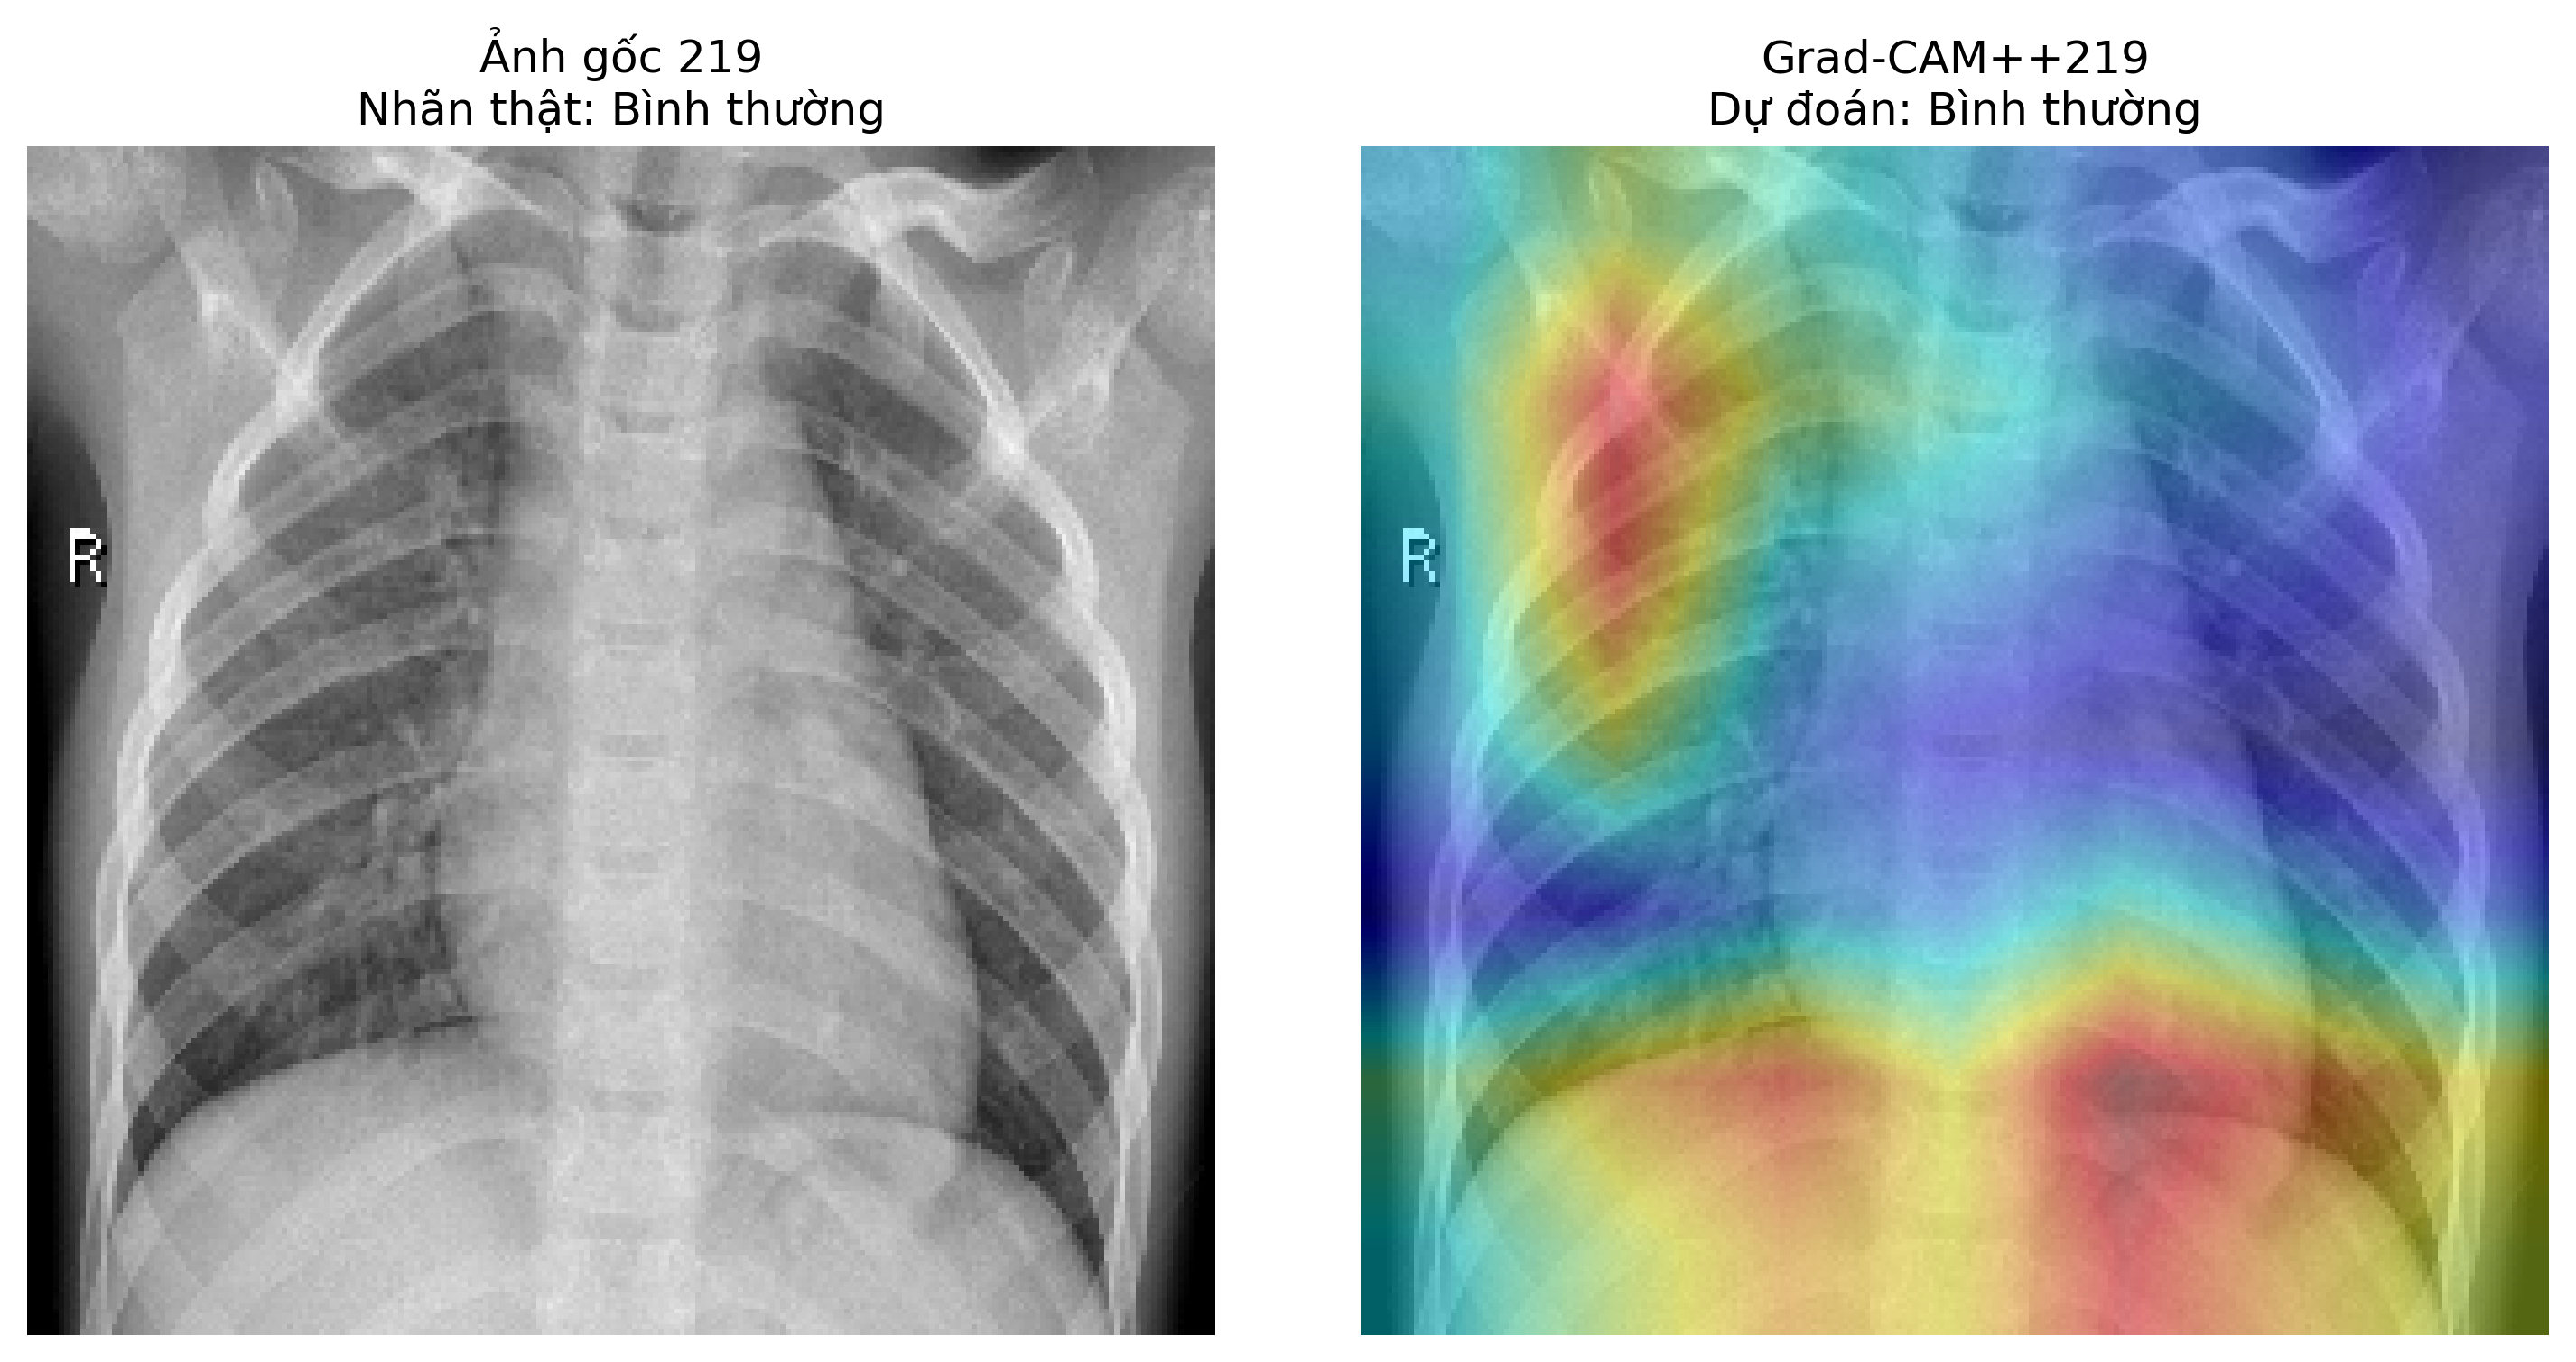 Ảnh gốc 219
Nhãn thật: Bình thường
Grad-CAM++219
Dự đoán: Bình thường
R
R